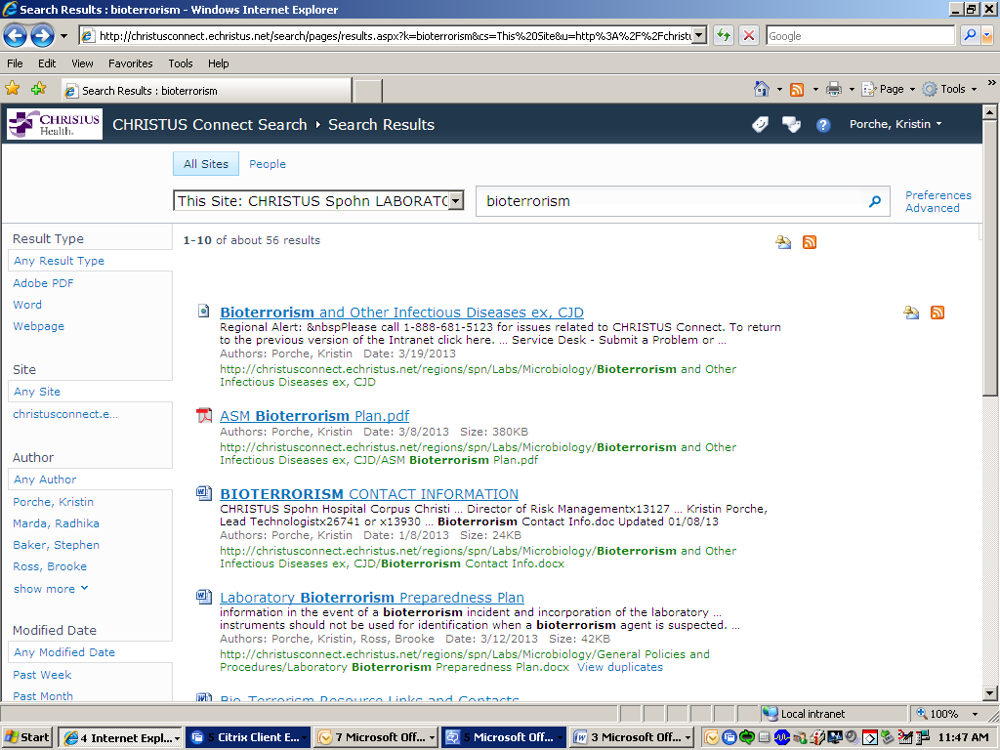 Search Results : bioterrorism - Windows Internet Explorer
http://christusconnect.echristus.net/search/pages/results.aspx?k=bioterrorism&cs=This%20Site&u=http%3A%2F%2Fchristu
Google
File Edit View Favorites Tools Help
Search Results : bioterrorism
Page Tools
CHRISTUS Health. CHRISTUS Connect Search Search Results Porche, Kristin
All Sites People
This Site: CHRISTUS Spohn LABORATO bioterrorism
Preferences
Advanced
Result Type
Any Result Type
Adobe PDF
Word
Webpage
Site
Any Site
christusconnect.e...
Author
Any Author
Porche, Kristin
Marda, Radhika
Baker, Stephen
Ross, Brooke
show more
Modified Date
Any Modified Date
Past Week
Past Month
1-10 of about 56 results
Bioterrorism and Other Infectious Diseases ex, CJD
Regional Alert: &nbspPlease call 1-888-681-5123 for issues related to CHRISTUS Connect. To return
to the previous version of the Intranet click here. ... Service Desk - Submit a Problem or ...
Authors: Porche, Kristin Date: 3/19/2013
http://christusconnect.echristus.net/regions/spn/Labs/Microbiology/Bioterrorism and Other
Infectious Diseases ex, CJD
ASM Bioterrorism Plan.pdf
Authors: Porche, Kristin Date: 3/8/2013 Size: 380KB
http://christusconnect.echristus.net/regions/spn/Labs/Microbiology/Bioterrorism and Other
Infectious Diseases ex, CJD/ASM Bioterrorism Plan.pdf
BIOTERRORISM CONTACT INFORMATION
CHRISTUS Spohn Hospital Corpus Christi ... Director of Risk Managementx13127 ... Kristin Porche,
Lead Technologistx26741 or x13930 ... Bioterrorism Contact Info.doc Updated 01/08/13
Authors: Porche, Kristin Date: 1/8/2013 Size: 24KB
http://christusconnect.echristus.net/regions/spn/Labs/Microbiology/Bioterrorism and Other
Infectious Diseases ex, CJD/Bioterrorism Contact Info.docx
Laboratory Bioterrorism Preparedness Plan
information in the event of a bioterrorism incident and incorporation of the laboratory ...
instruments should not be used for identification when a bioterrorism agent is suspected. ...
Authors: Porche, Kristin, Ross, Brooke Date: 3/12/2013 Size: 42KB
http://christusconnect.echristus.net/regions/spn/Labs/Microbiology/General Policies and
Procedures/Laboratory Bioterrorism Preparedness Plan.docx View duplicates
Bio-Terrorism Resource Links and Contacts
Local intranet 100%
Start 4 Internet Expl... 5 Citrix Client E... 7 Microsoft Off... 5 Microsoft Off... 3 Microsoft Off... 11:47 AM